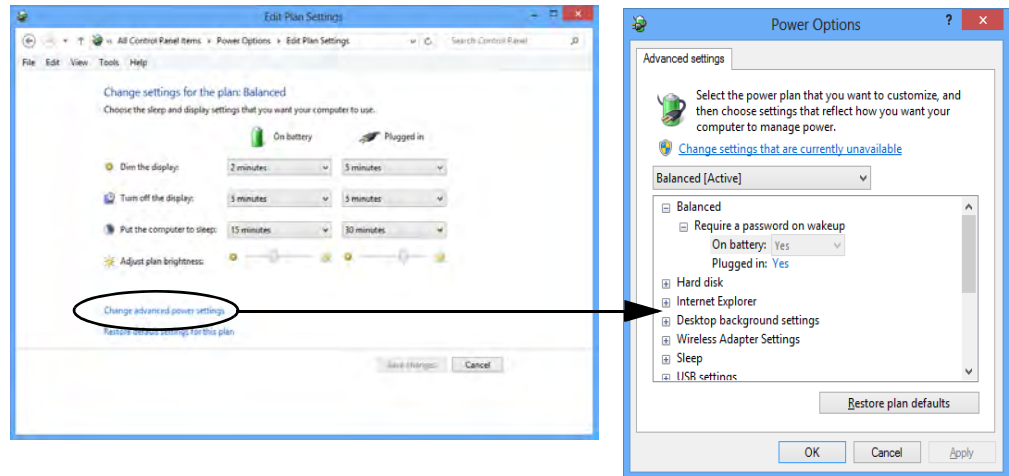 Edit Plan Settings
All Control Panel Items Power Options Edit Plan Settings
Search Control Panel
File Edit View Tools Help
Change settings for the plan: Balanced
Choose the sleep and display settings that you want your computer to use.
On battery Plugged in
Dim the display: 2 minutes 5 minutes
Turn off the display: 5 minutes 5 minutes
Put the computer to sleep: 15 minutes 30 minutes
Adjust plan brightness:
Change advanced power settings
Restore default settings for this plan
Save changes Cancel
Power Options
?
Advanced settings
Select the power plan that you want to customize, and
then choose settings that reflect how you want your
computer to manage power.
Change settings that are currently unavailable
Balanced [Active]
Balanced
Require a password on wakeup
On battery: Yes
Plugged in: Yes
Hard disk
Internet Explorer
Desktop background settings
Wireless Adapter Settings
Sleep
USB settings
Restore plan defaults
OK Cancel Apply